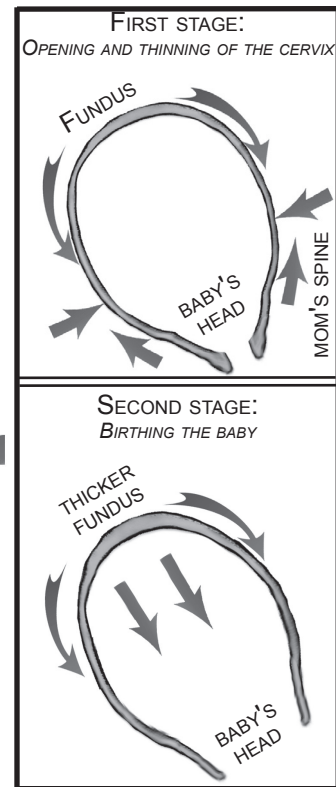 FIRST STAGE:
OPENING AND THINNING OF THE CERVIX
FUNDUS
BABY'S
HEAD
MOM'S SPINE
SECOND STAGE:
BIRTHING THE BABY
THICKER
FUNDUS
BABY'S
HEAD